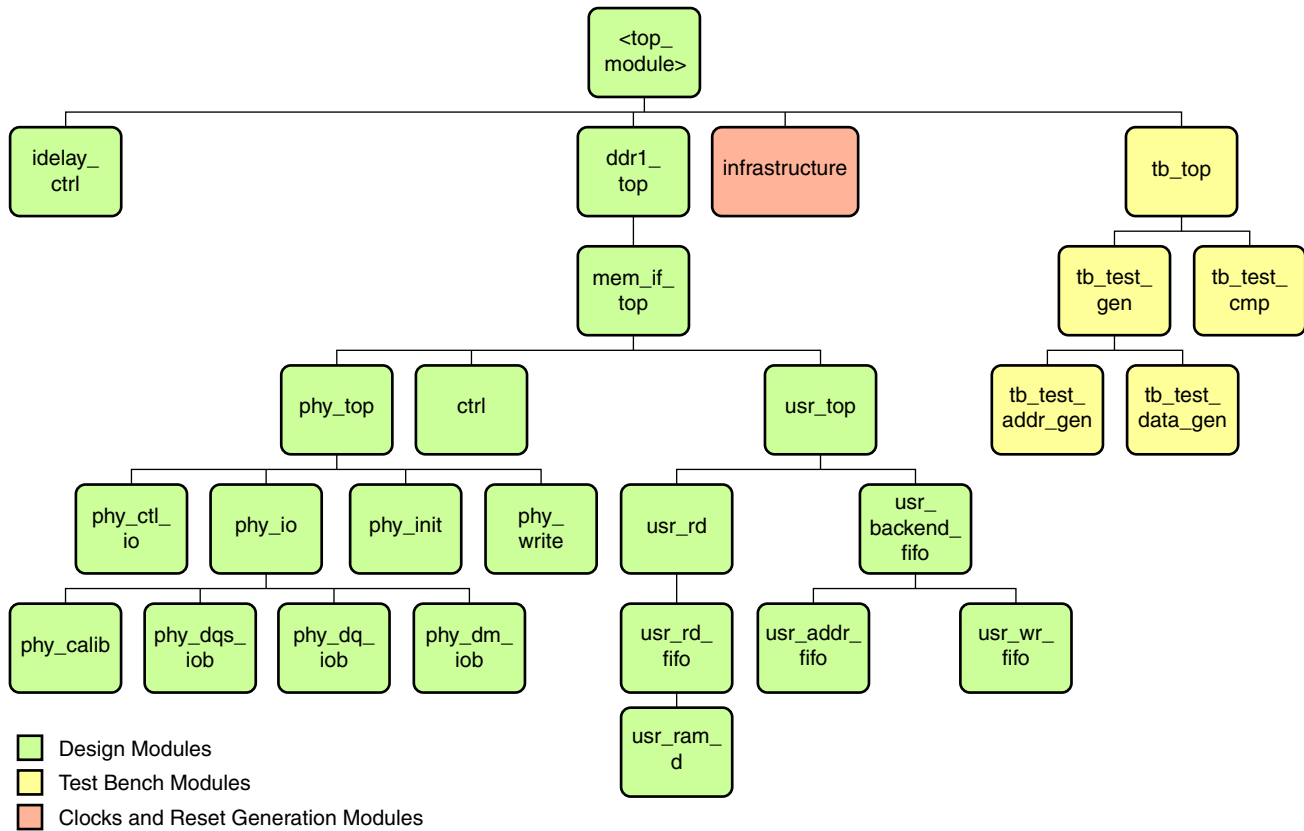 <top_
module>
idelay_
ctrl
ddr1_
top
infrastructure
tb_top
mem_if_
top
tb_test_
gen
tb_test_
cmp
phy_top
ctrl
usr_top
tb_test_
addr_gen
tb_test_
data_gen
phy_ctl_
io
phy_io
phy_init
phy_
write
usr_rd
usr_
backend_
fifo
phy_calib
phy_dqs_
iob
phy_dq_
iob
phy_dm_
iob
usr_rd_
fifo
usr_addr_
fifo
usr_wr_
fifo
usr_ram_
d
Design Modules
Test Bench Modules
Clocks and Reset Generation Modules